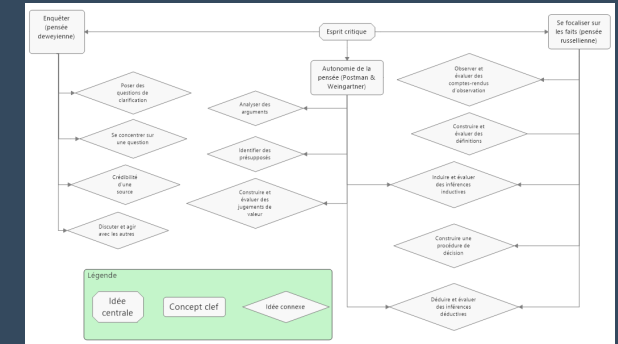 Enquêter
(pensée
deweyienne)
Esprit critique
Se focaliser sur
les faits (pensée
russellienne)
Autonomie de la
pensée (Postman &
Weingartner)
Poser des
questions de
clarification
Se concentrer sur
une question
Crédibilité
d'une
source
Discuter et agir
avec les autres
Analyser des
arguments
Identifier des
présupposés
Construire et
évaluer des
jugements de
valeur
Observer et
évaluer des
comptes-rendus
d'observation
Construire et
évaluer des
définitions
Induire et évaluer
des inférences
inductives
Construire une
procédure de
décision
Déduire et évaluer
des inférences
déductives
Légende
Idée
centrale
Concept clef
Idée connexe